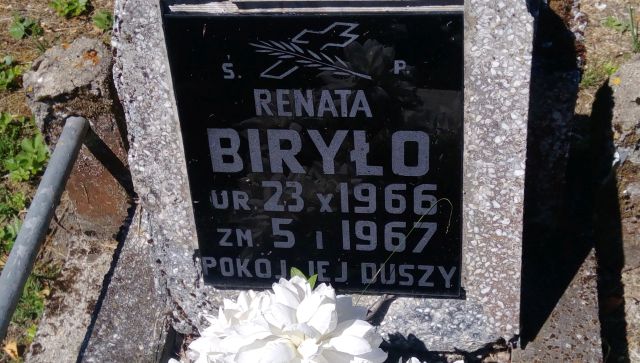 Ś. P.
RENATA
BIRYŁO
UR. 23 X 1966
ZM. 5 I 1967
POKÓJ JEJ DUSZY